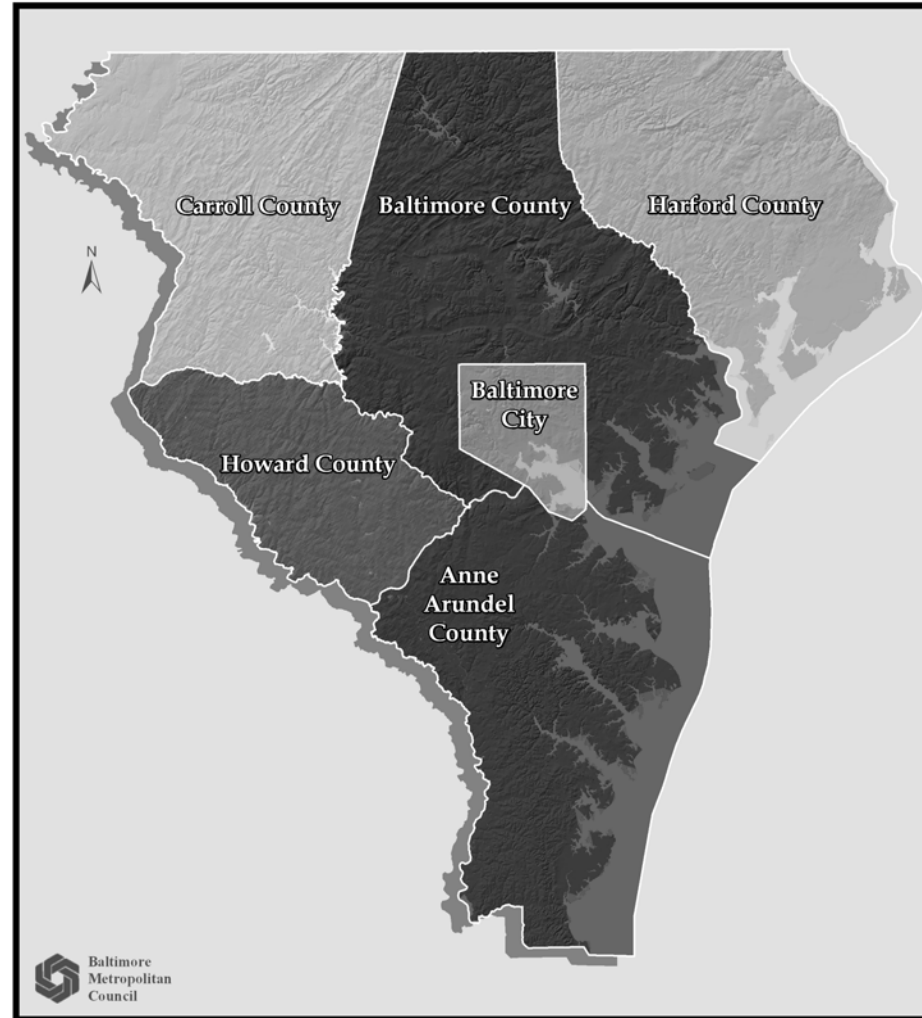 Carroll County
Baltimore County
Harford County
N
Baltimore
City
Howard County
Anne
Arundel
County
Baltimore
Metropolitan
Council